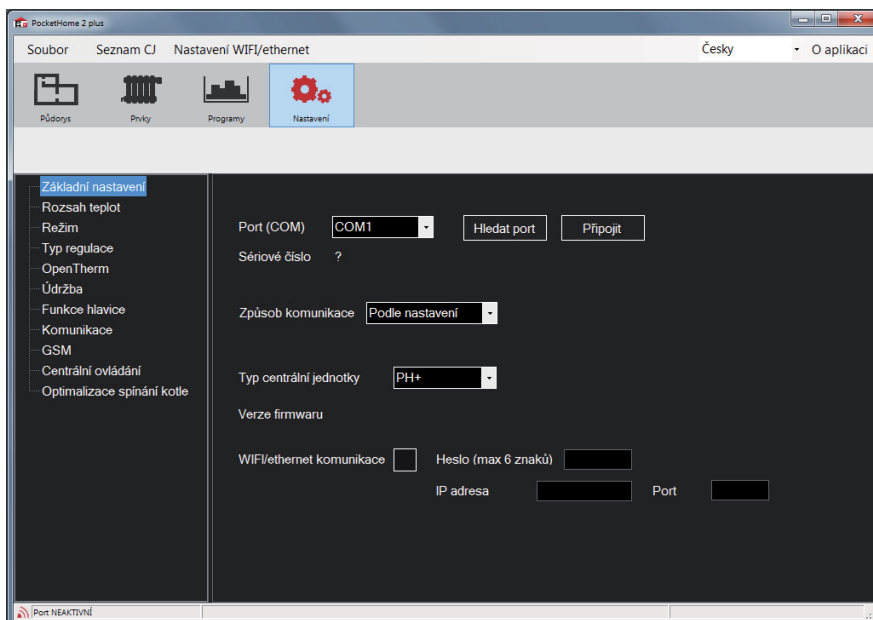 PocketHome 2 plus
Soubor Seznam CJ Nastavení WIFI/ethernet Česky O aplikaci
Půdorys Prvky Programy Nastavení
Základní nastavení
Rozsah teplot
Režim
Typ regulace
OpenTherm
Údržba
Funkce hlavice
Komunikace
GSM
Centrální ovládání
Optimalizace spínání kotle
Port (COM) COM1 Hledat port Připojit
Sériové číslo ?
Způsob komunikace Podle nastavení
Typ centrální jednotky PH+
Verze firmwaru
WIFI/ethernet komunikace Heslo (max 6 znaků)
IP adresa Port
Port NEAKTIVNÍ